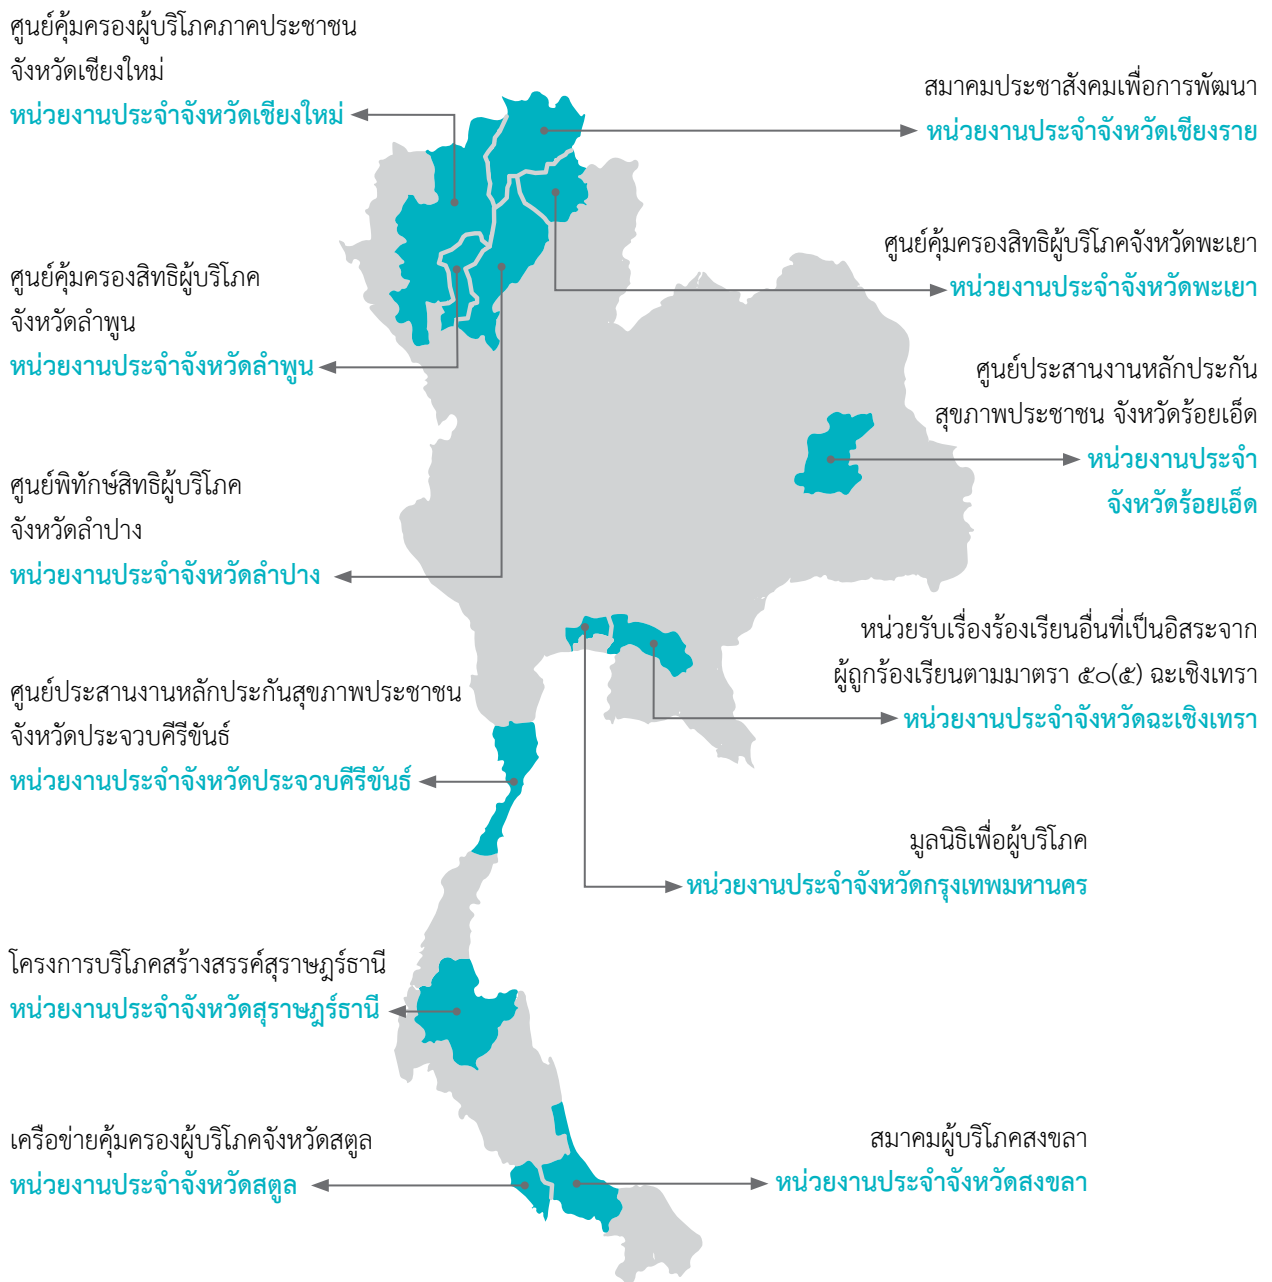 ศูนย์คุ้มครองผู้บริโภคภาคประชาชน
จังหวัดเชียงใหม่
หน่วยงานประจำจังหวัดเชียงใหม่
สมาคมประชาสังคมเพื่อการพัฒนา
หน่วยงานประจำจังหวัดเชียงราย
ศูนย์คุ้มครองสิทธิผู้บริโภคจังหวัดพะเยา
หน่วยงานประจำจังหวัดพะเยา
ศูนย์คุ้มครองสิทธิผู้บริโภค
จังหวัดลำพูน
หน่วยงานประจำจังหวัดลำพูน
ศูนย์ประสานงานหลักประกัน
สุขภาพประชาชน จังหวัดร้อยเอ็ด
หน่วยงานประจำ
จังหวัดร้อยเอ็ด
ศูนย์พิทักษ์สิทธิผู้บริโภค
จังหวัดลำปาง
หน่วยงานประจำจังหวัดลำปาง
หน่วยรับเรื่องร้องเรียนอื่นที่เป็นอิสระจาก
ผู้ถูกร้องเรียนตามมาตรา ๕๐(๕) ฉะเชิงเทรา
หน่วยงานประจำจังหวัดฉะเชิงเทรา
ศูนย์ประสานงานหลักประกันสุขภาพประชาชน
จังหวัดประจวบคีรีขันธ์
หน่วยงานประจำจังหวัดประจวบคีรีขันธ์
มูลนิธิเพื่อผู้บริโภค
หน่วยงานประจำจังหวัดกรุงเทพมหานคร
โครงการบริโภคสร้างสรรค์สุราษฎร์ธานี
หน่วยงานประจำจังหวัดสุราษฎร์ธานี
เครือข่ายคุ้มครองผู้บริโภคจังหวัดสตูล
หน่วยงานประจำจังหวัดสตูล
สมาคมผู้บริโภคสงขลา
หน่วยงานประจำจังหวัดสงขลา